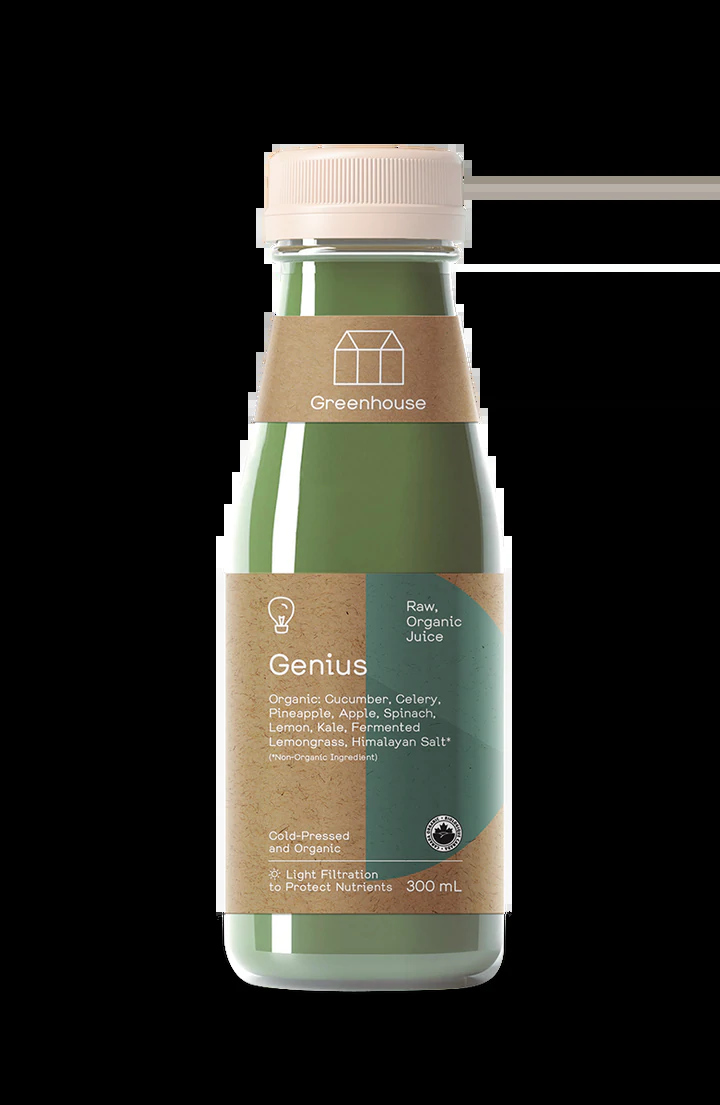 Greenhouse
Raw,
Organic
Juice
Genius
Organic: Cucumber, Celery,
Pineapple, Apple, Spinach,
Lemon, Kale, Fermented
Lemongrass, Himalayan Salt*
(*Non-Organic Ingredient)
Cold-Pressed
and Organic
Light Filtration
to Protect Nutrients
300 mL